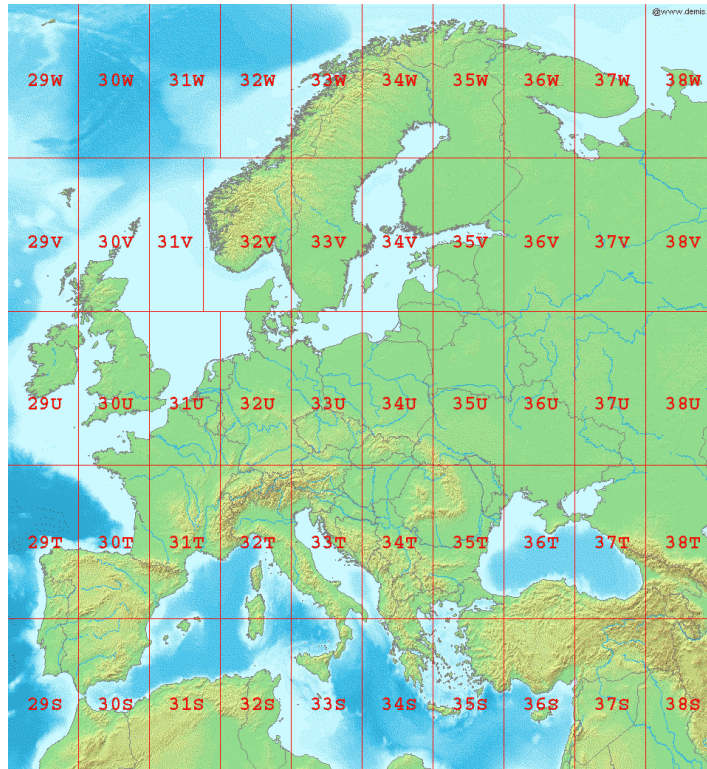 @www.demis.
29W 30W 31W 32W 33W 34W 35W 36W 37W 38W
29V 30V 31V 32V 33V 34V 35V 36V 37V 38V
29U 30U 31U 32U 33U 34U 35U 36U 37U 38U
29T 30T 31T 32T 33T 34T 35T 36T 37T 38T
29S 30S 31S 32S 33S 34S 35S 36S 37S 38S